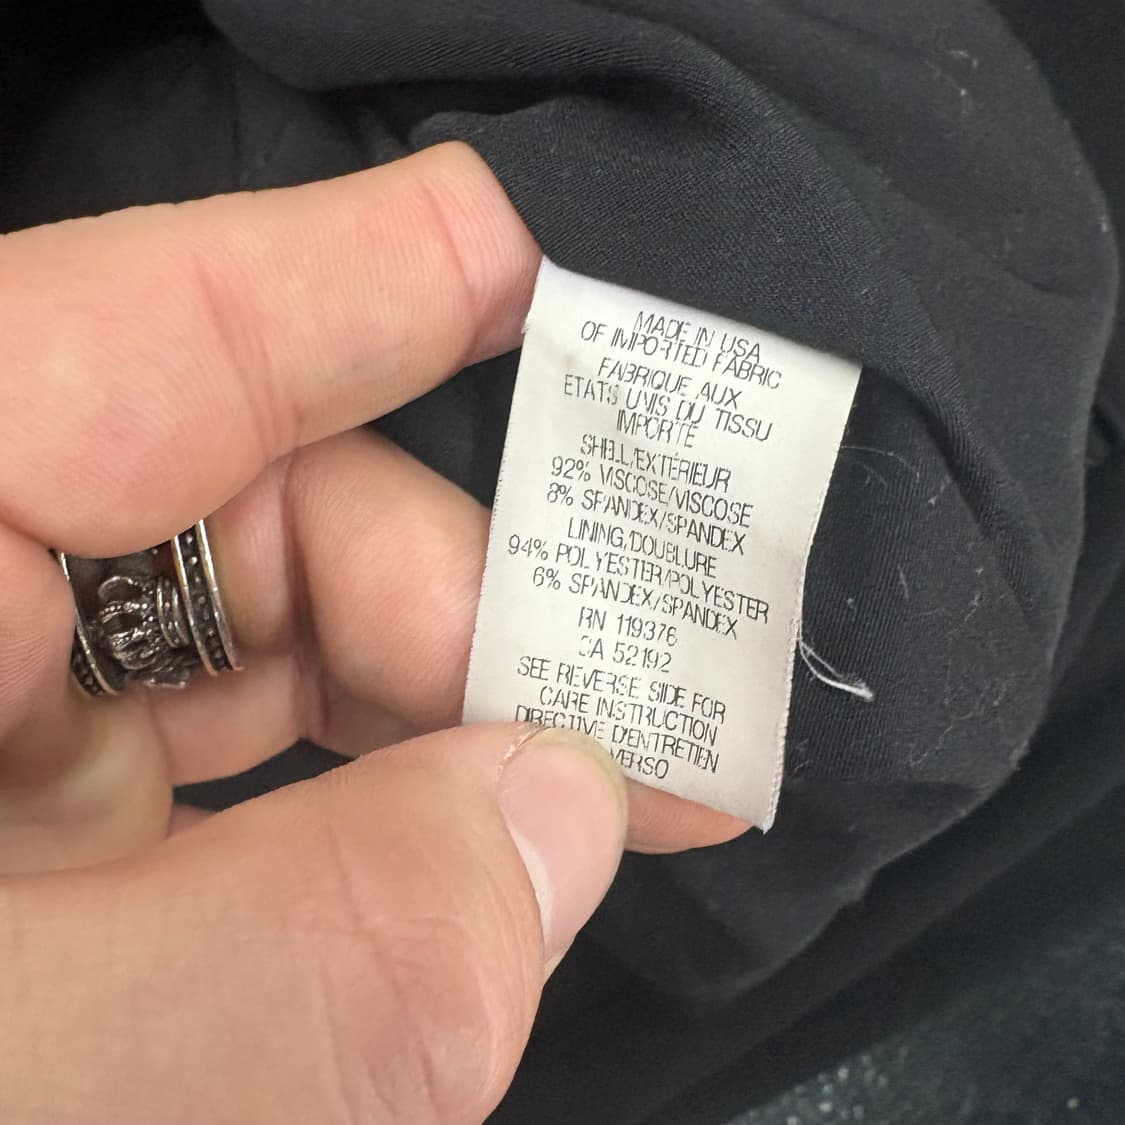 MADE IN USA
OF IMPORTED FABRIC
FABRIQUE AUX
ETATS UNIS DU TISSU
IMPORTE
SHELL/EXTÉRIEUR
92% VISCOSE/VISCOSE
8% SPANDEX/SPANDEX
LINING/DOUBLURE
94% POLYESTER/POLYESTER
6% SPANDEX/SPANDEX
RN 119376
CA 52192
SEE REVERSE SIDE FOR
CARE INSTRUCTION
DIRECTIVE D'ENTRETIEN
VERSO